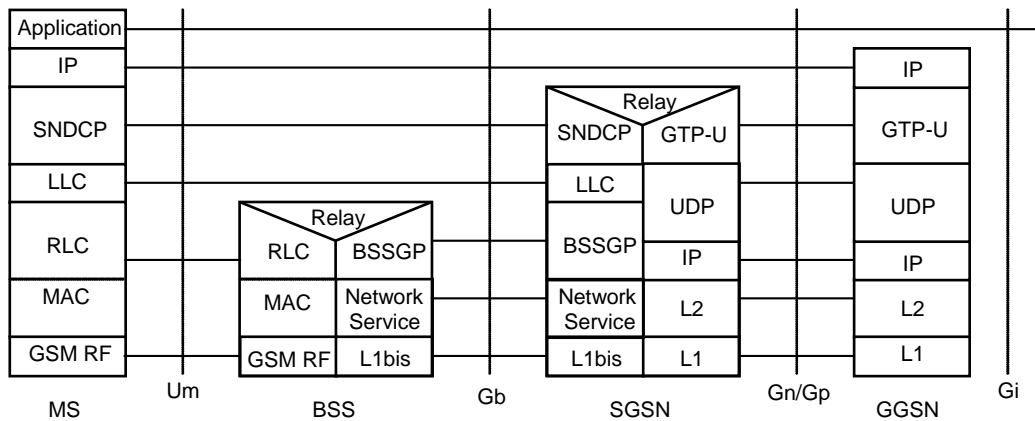 Application
IP
SNDCP
LLC
RLC
MAC
GSM RF
MS
Um
Relay
RLC
BSSGP
MAC
Network
Service
GSM RF
L1bis
BSS
Gb
Relay
SNDCP
GTP-U
LLC
UDP
BSSGP
IP
Network
Service
L2
L1bis
L1
SGSN
Gn/Gp
IP
GTP-U
UDP
IP
L2
L1
GGSN
Gi